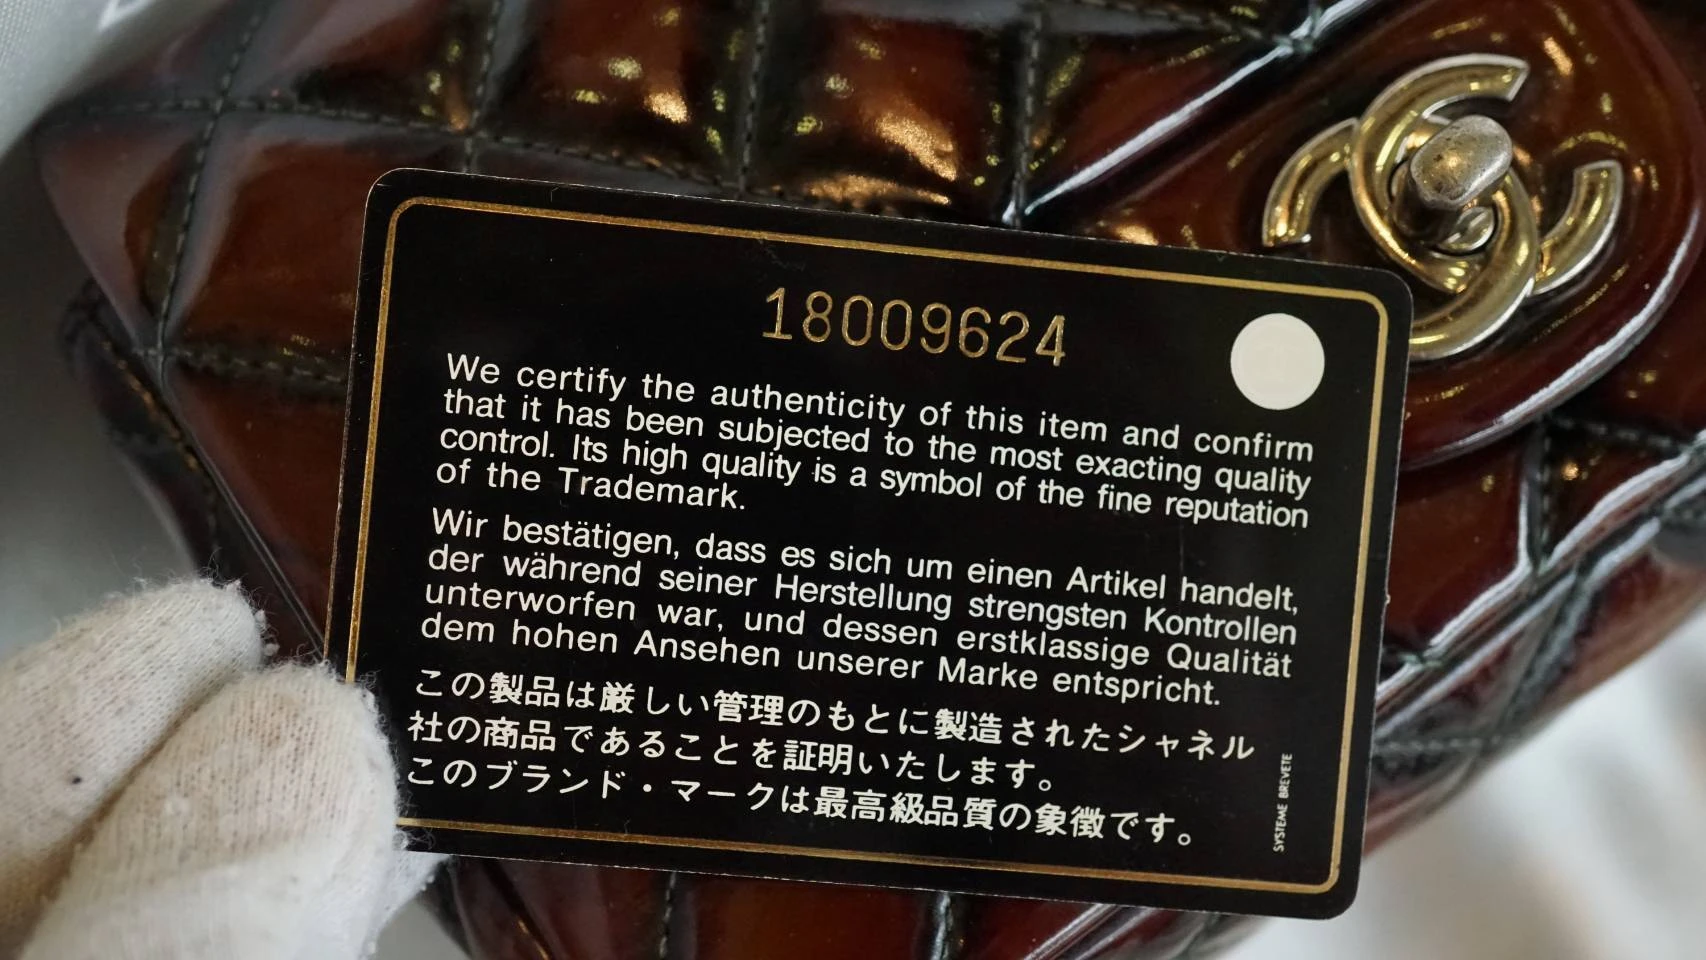 18009624
We certify the authenticity of this item and confirm
that it has been subjected to the most exacting quality
control. Its high quality is a symbol of the fine reputation
of the Trademark.
Wir bestätigen, dass es sich um einen Artikel handelt,
der während seiner Herstellung strengsten Kontrollen
unterworfen war, und dessen erstklassige Qualität
dem hohen Ansehen unserer Marke entspricht.
この製品は厳しい管理のもとに製造されたシャネル
社の商品であることを証明いたします。
このブランド・マークは最高級品質の象徴です。
SYSTEME BREVETE